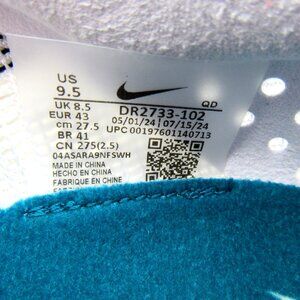 US
9.5
UK 8.5
EUR 43
cm 27.5
BR 41
CN 275(2.5)
QD
DR2733-102
05/01/24 07/15/24
UPC 00197601140713
04ASARA9NFSWH
MADE IN CHINA
HECHO EN CHINA
FABRIQUE EN CHINE